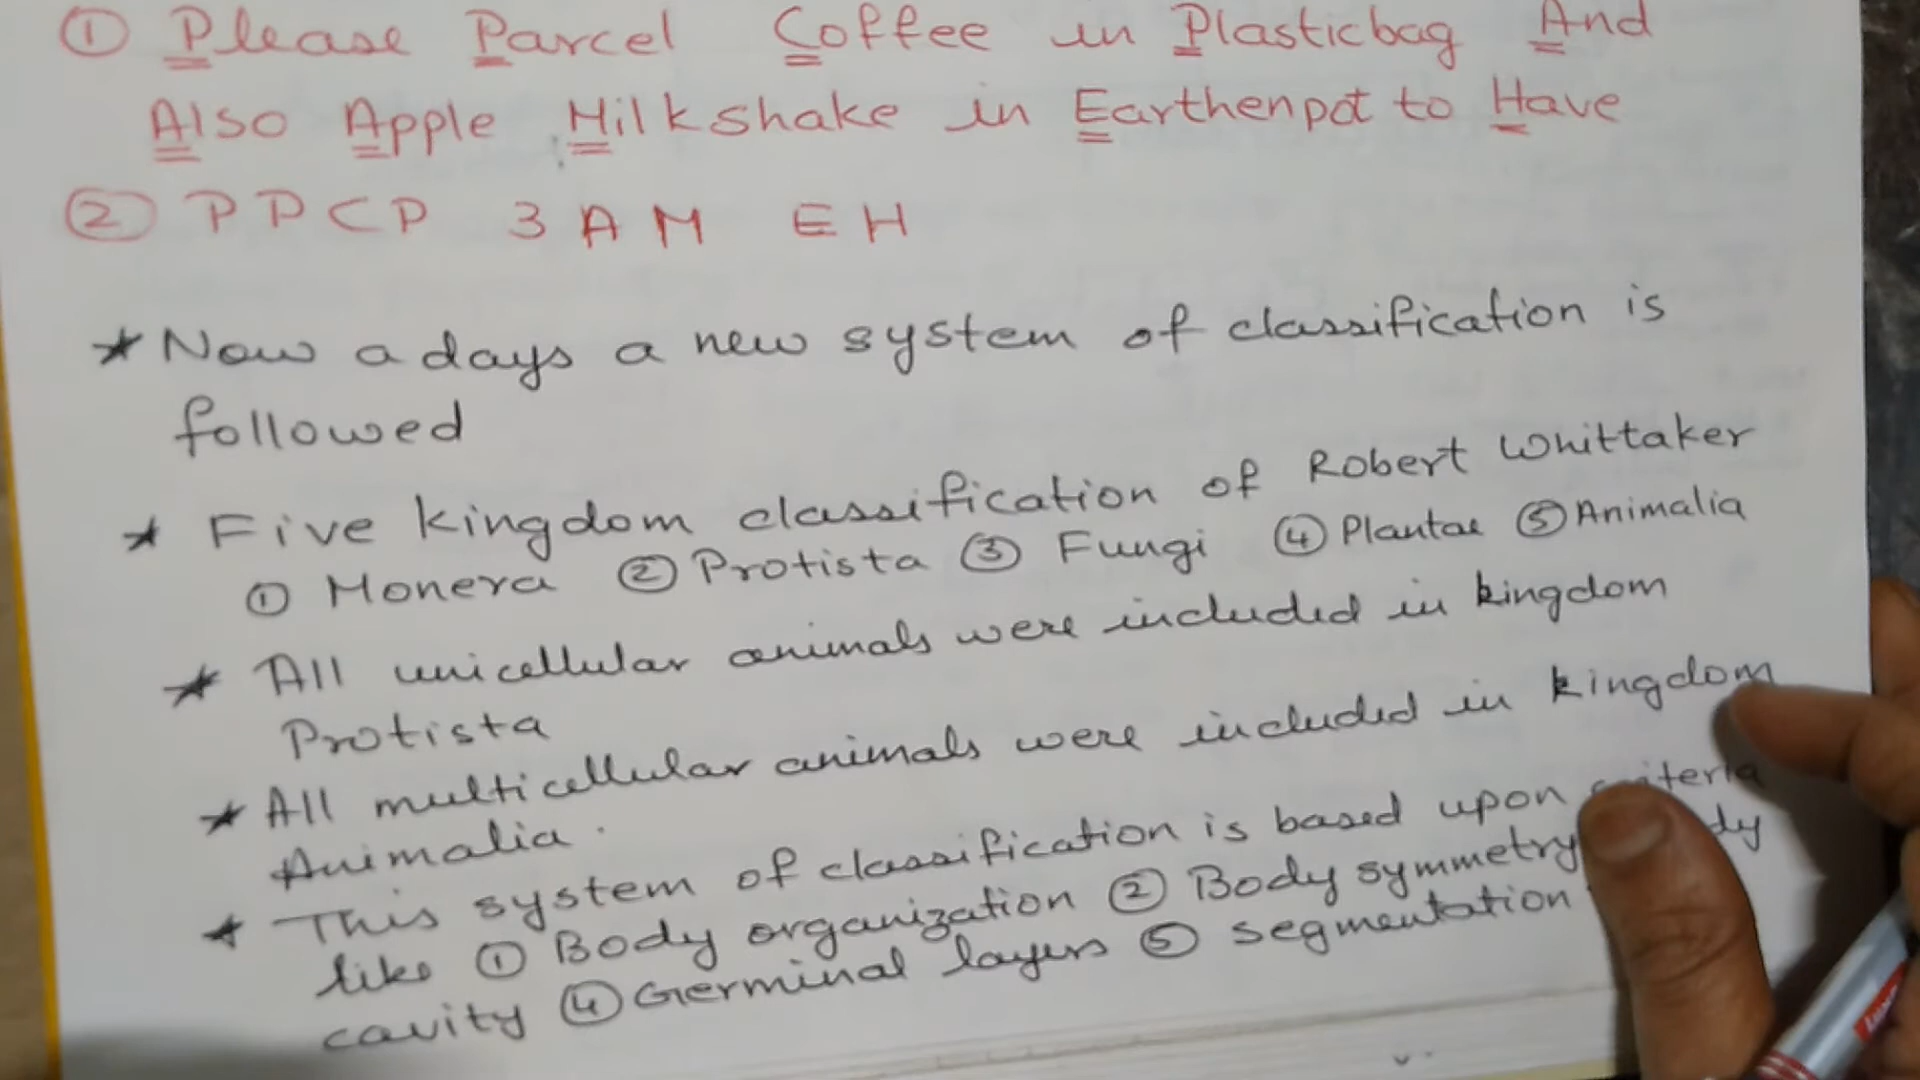 ① Please Parcel Coffee in Plasticbag And
Also Apple Milkshake in Earthenpot to Have
② PPCP 3 AM EH
* Now a days a new system of classification is
followed
* Five kingdom classification of Robert Whittaker
① Monera ② Protista ③ Fungi ④ Plantae ⑤ Animalia
* All unicellular animals were included in kingdom
Protista
* All multicellular animals were included in kingdom
Animalia.
* This system of classification is based upon
like ① Body organization ② Body symmetry
cavity ④ Germinal layers ⑤ segmentation